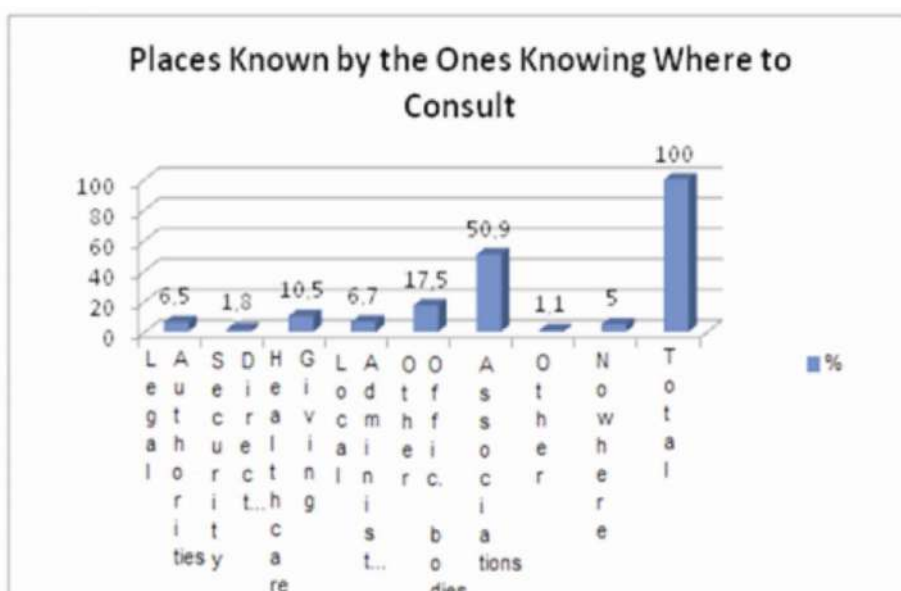 Places Known by the Ones Knowing Where to
Consult
100
80
60
40
20
0
6,5
1,8
10,5
6,7
17,5
50,9
1,1
5
100
Legal Authorities
Security Direct...
Healthcare Giving
Local Administ...
Other Offic. bodies
Associations
Other
Nowhere
Total
%